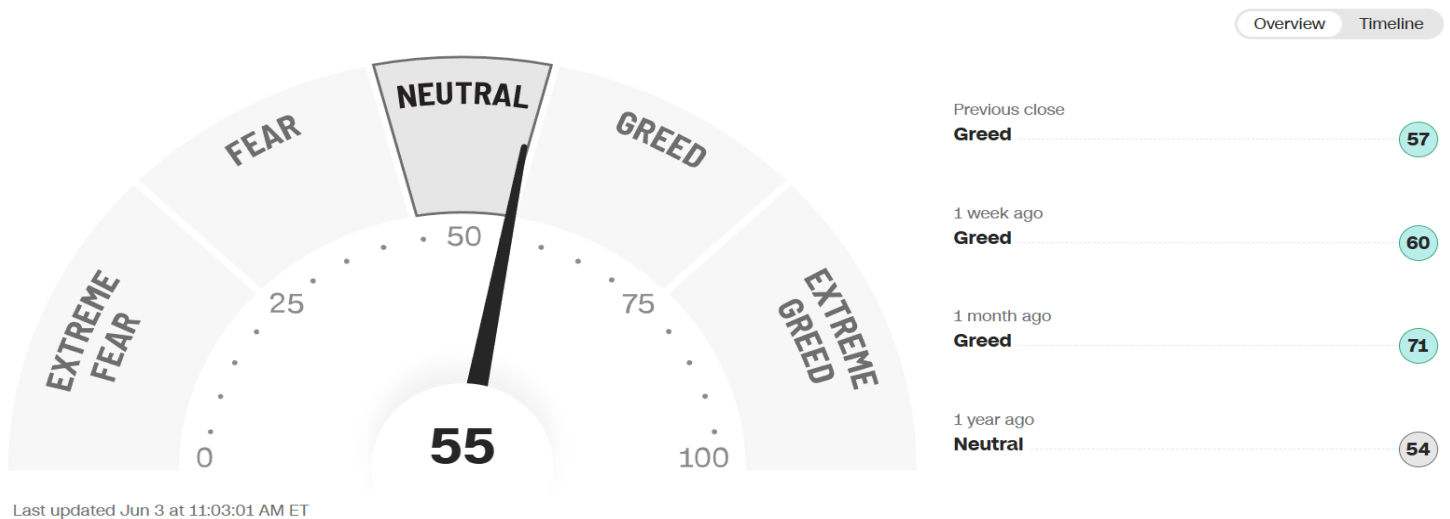 Overview Timeline
NEUTRAL
FEAR
GREED
EXTREME
FEAR
EXTREME
GREED
0
25
50
75
100
55
Last updated Jun 3 at 11:03:01 AM ET
Previous close
Greed 57
1 week ago
Greed 60
1 month ago
Greed 71
1 year ago
Neutral 54